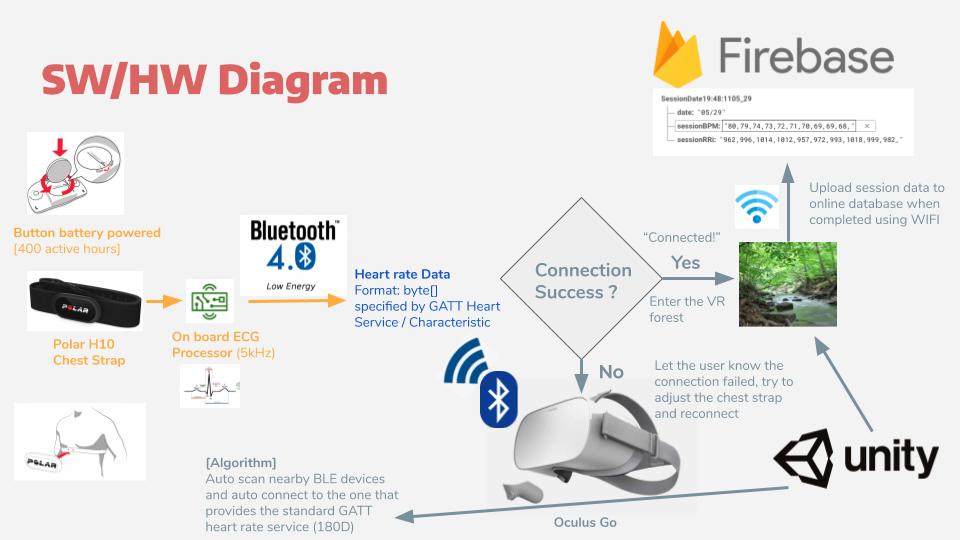 SW/HW Diagram
Firebase
SessionDate19:48:1105_29
date: "05/29"
sessionBPM: "80,79,74,73,72,71,70,69,69,68," ×
sessionRRi: "962,996,1014,1012,957,972,993,1018,999,982,"
Button battery powered
[400 active hours]
Bluetooth™
4.0
Low Energy
Upload session data to
online database when
completed using WIFI
"Connected!"
Yes
Enter the VR
forest
Connection
Success ?
Heart rate Data
Format: byte[]
specified by GATT Heart
Service / Characteristic
POLAR
Polar H10
Chest Strap
On board ECG
Processor (5kHz)
No
Let the user know the
connection failed, try to
adjust the chest strap
and reconnect
POLAR
unity
[Algorithm]
Auto scan nearby BLE devices
and auto connect to the one that
provides the standard GATT
heart rate service (180D)
Oculus Go